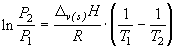 ln P₂/P₁ = Δᵥ₍ₛ₎H/R · (1/T₁ − 1/T₂)